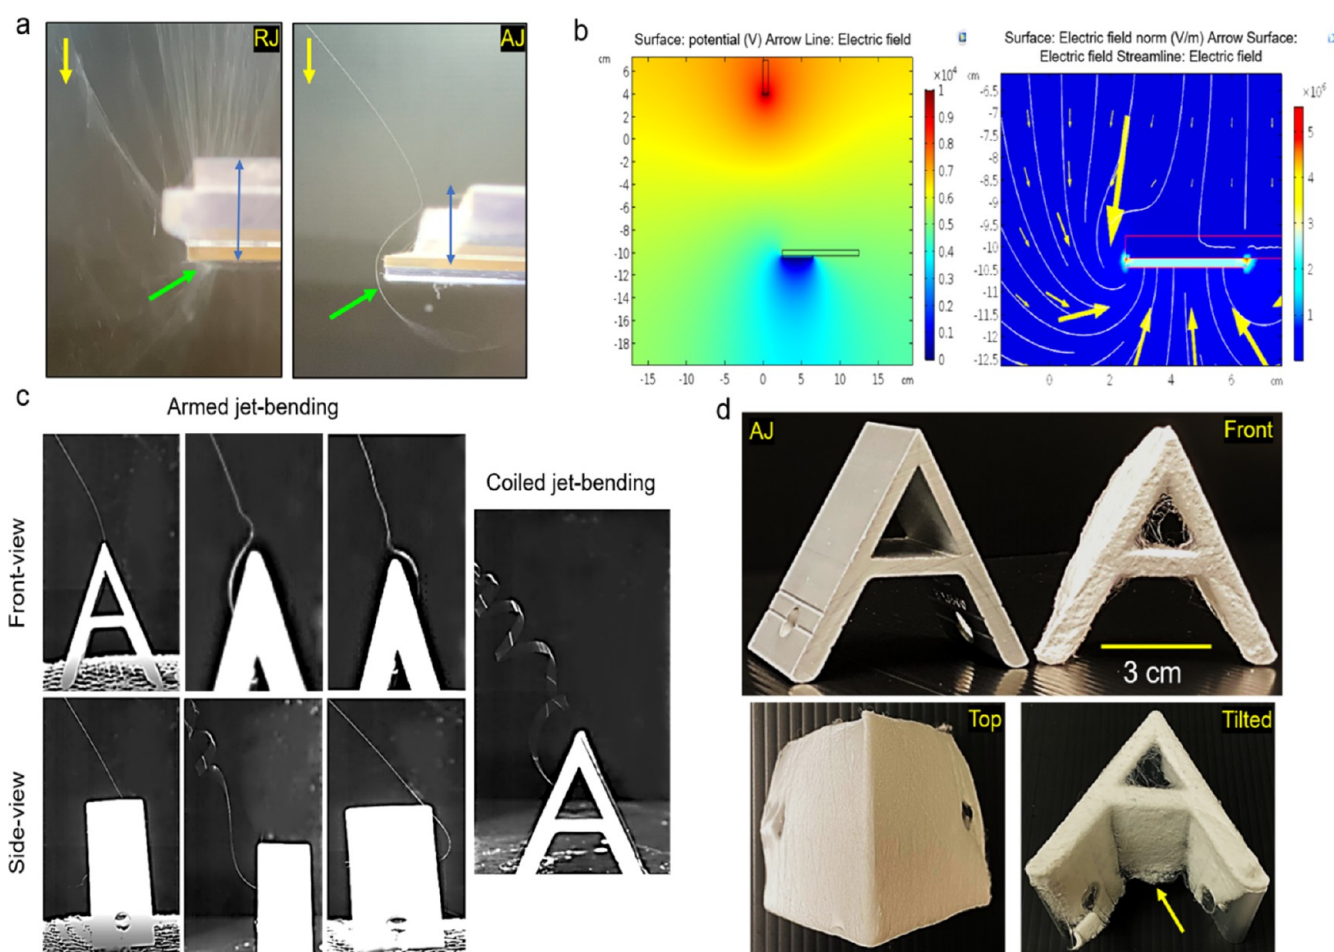 a
RJ
AJ
b
Surface: potential (V) Arrow Line: Electric field
cm
×10⁴
6
4
2
0
-2
-4
-6
-8
-10
-12
-14
-16
-18
-15
-10
-5
0
5
10
15
cm
1
0.9
0.8
0.7
0.6
0.5
0.4
0.3
0.2
0.1
0
Surface: Electric field norm (V/m) Arrow Surface:
Electric field Streamline: Electric field
cm
-6.5
-7
-7.5
-8
-8.5
-9
-9.5
-10
-10.5
-11
-11.5
-12
-12.5
0
2
4
6
cm
×10⁶
5
4
3
2
1
c
Armed jet-bending
Coiled jet-bending
Front-view
Side-view
d
AJ
Front
3 cm
Top
Tilted